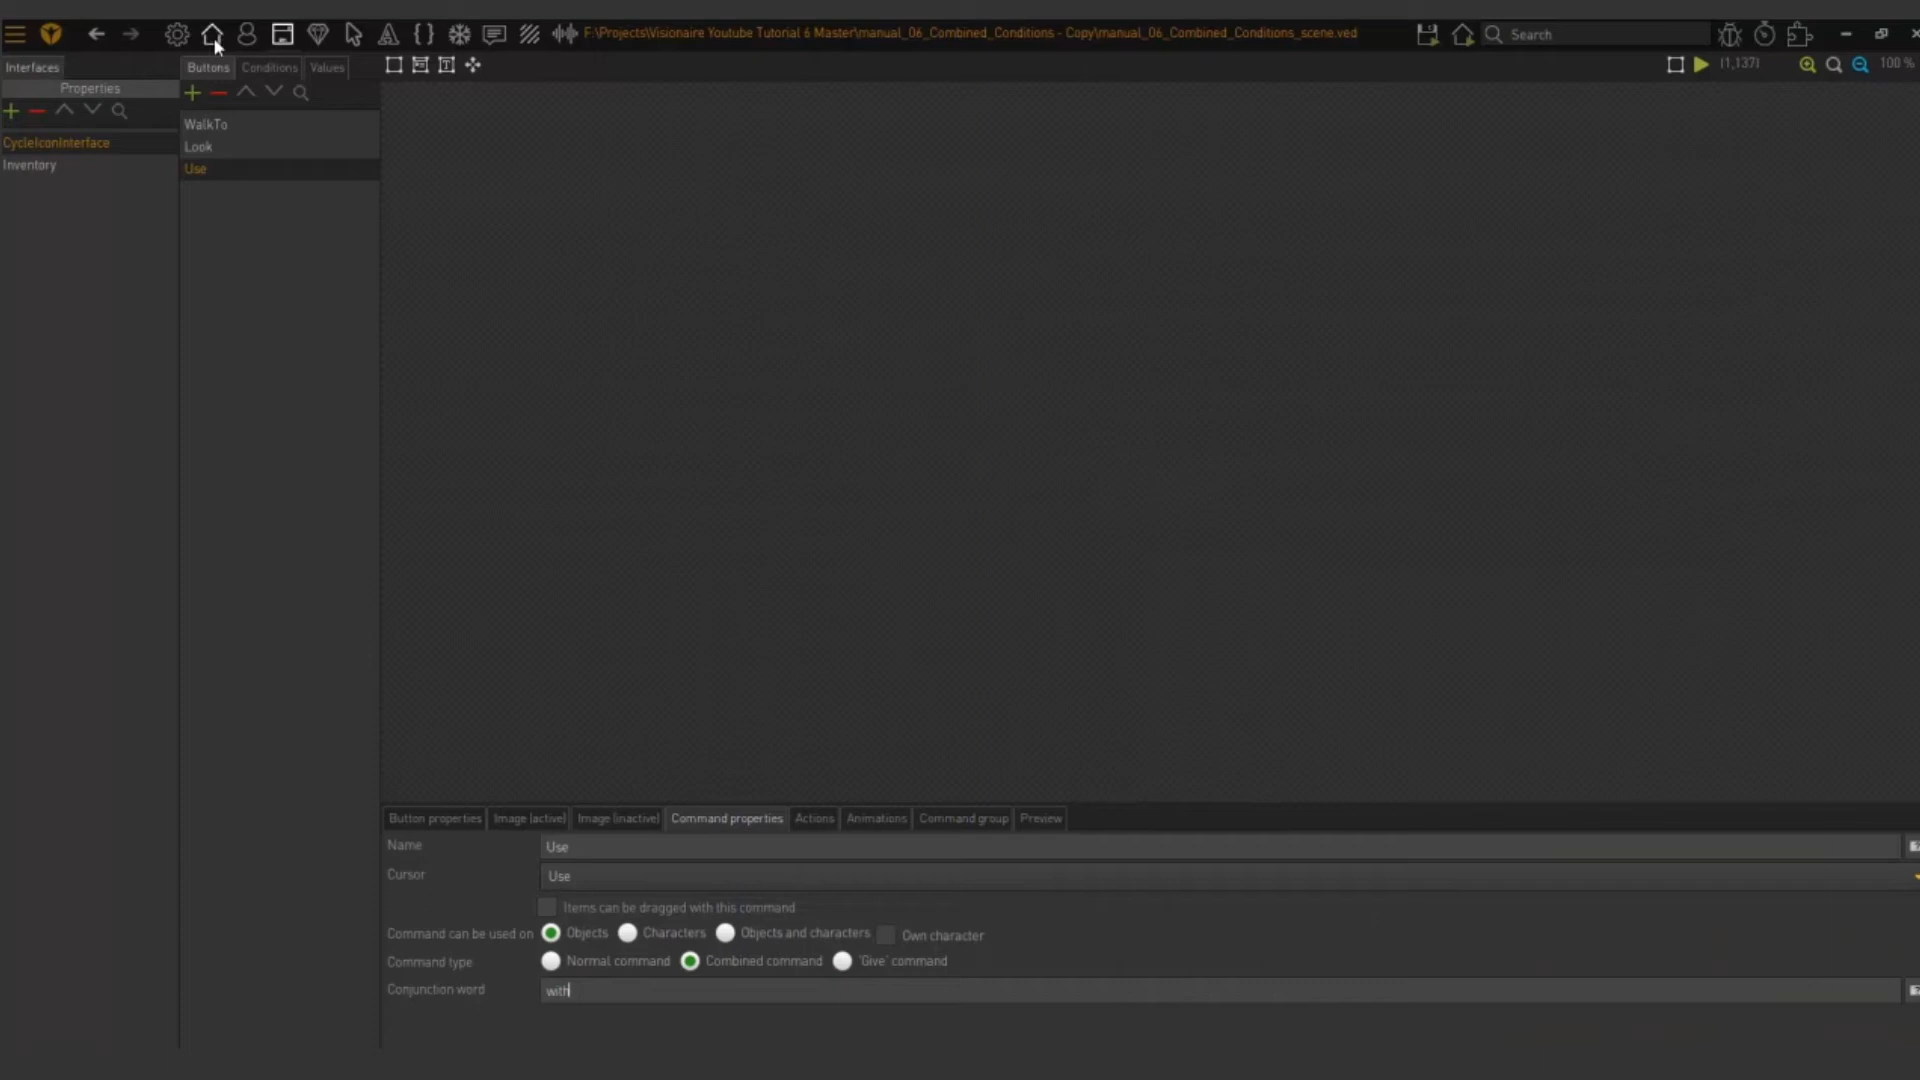 F:\Projects\Visionaire Youtube Tutorial 6 Master\manual_06_Combined_Conditions - Copy\manual_06_Combined_Conditions_scene.ved
Search
Interfaces
Buttons
Conditions
Values
(1,137)
100 %
Properties
CycleIconInterface
Inventory
WalkTo
Look
Use
Button properties
Image (active)
Image (inactive)
Command properties
Actions
Animations
Command group
Preview
Name
Use
Cursor
Use
Items can be dragged with this command
Command can be used on
Objects
Characters
Objects and characters
Own character
Command type
Normal command
Combined command
'Give' command
Conjunction word
with